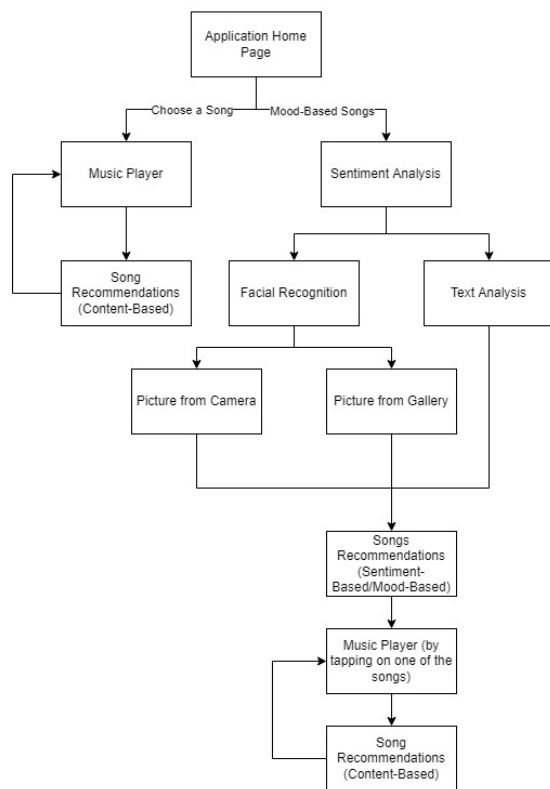 Application Home
Page
Choose a Song
Mood-Based Songs
Music Player
Sentiment Analysis
Song
Recommendations
(Content-Based)
Facial Recognition
Text Analysis
Picture from Camera
Picture from Gallery
Songs
Recommendations
(Sentiment-
Based/Mood-Based)
Music Player (by
tapping on one of the
songs)
Song
Recommendations
(Content-Based)